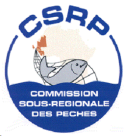 CSRP
COMMISSION
SOUS-REGIONALE
DES PECHES